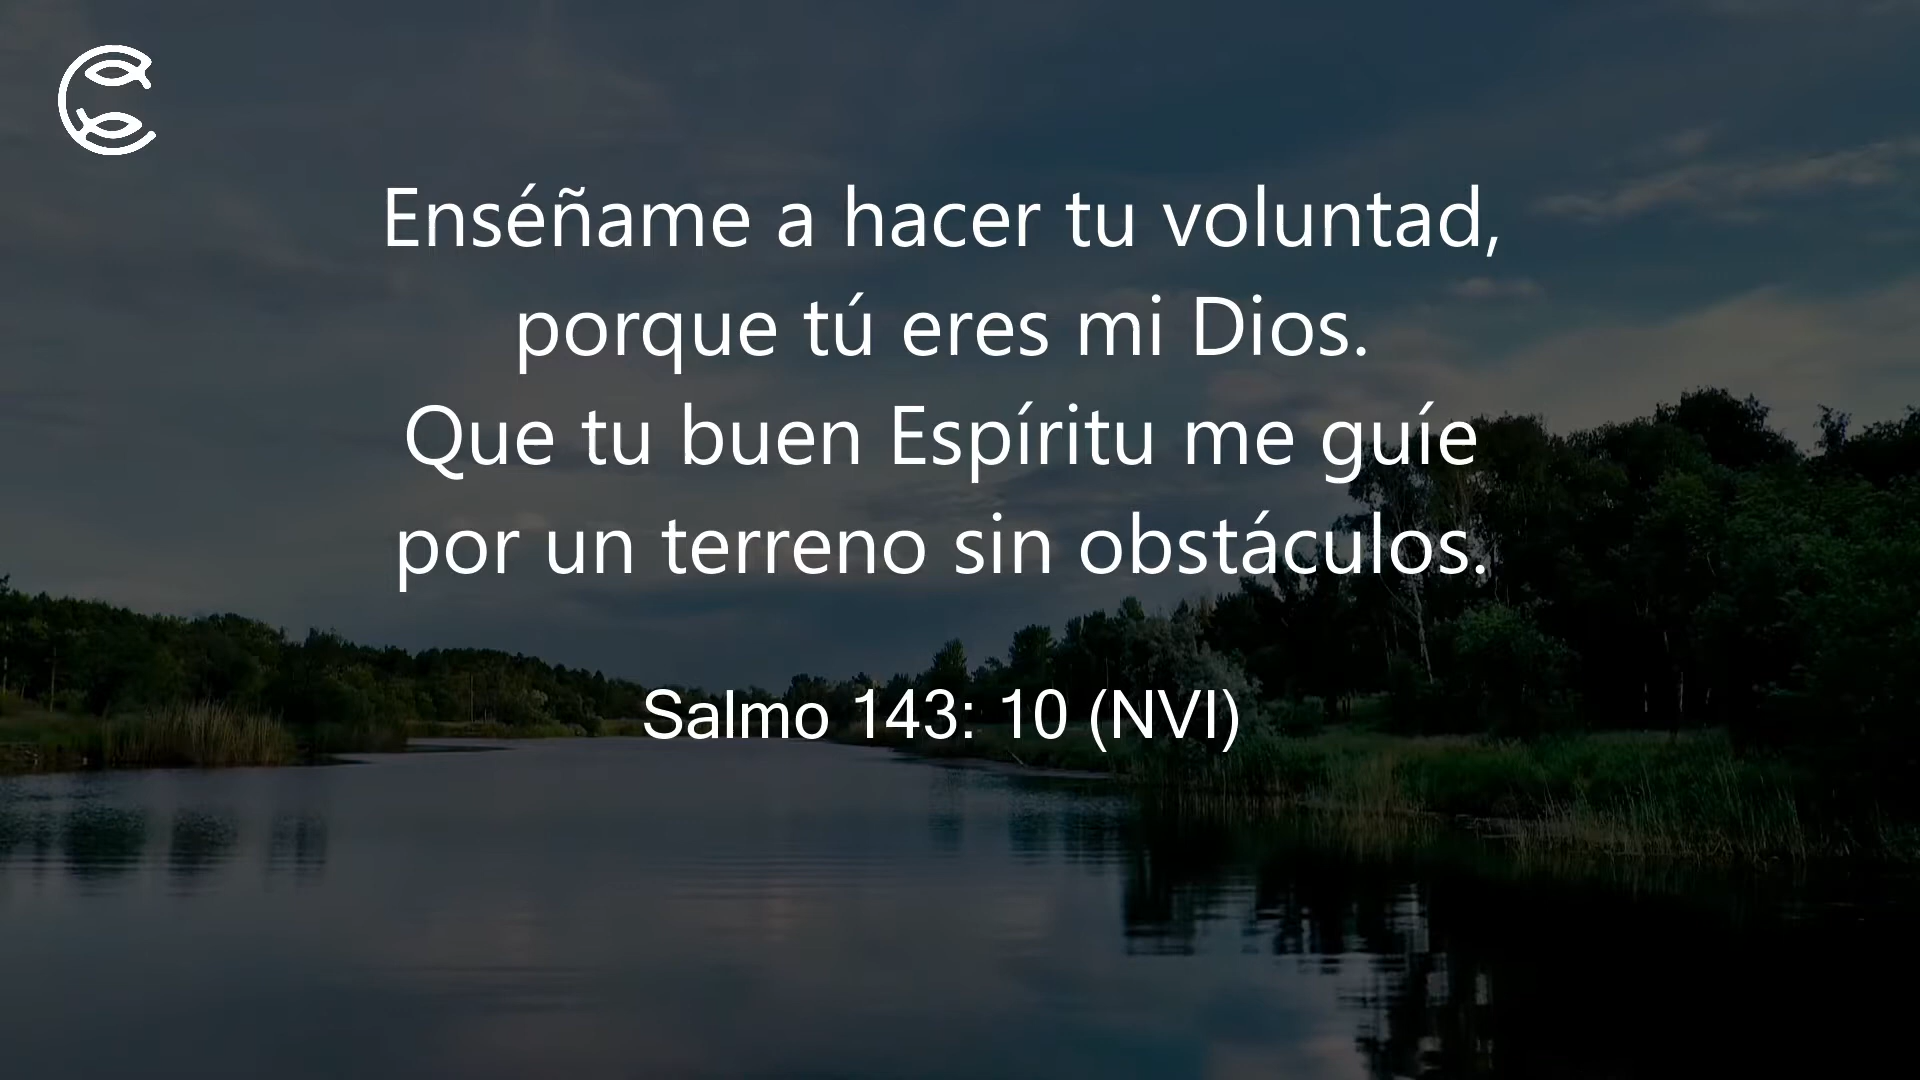 Enséñame a hacer tu voluntad,
porque tú eres mi Dios.
Que tu buen Espíritu me guíe
por un terreno sin obstáculos.
Salmo 143: 10 (NVI)